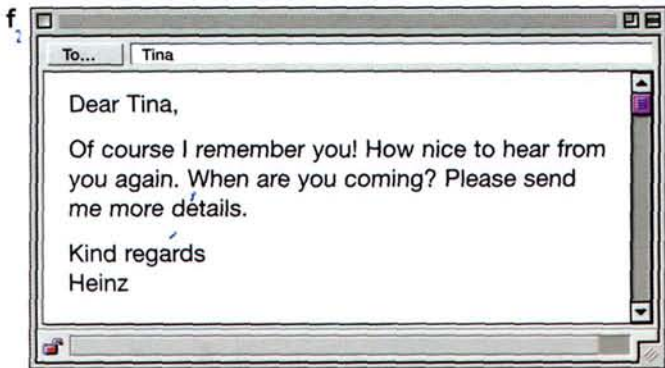 f
2
To... Tina
Dear Tina,
Of course I remember you! How nice to hear from
you again. When are you coming? Please send
me more details.
Kind regards
Heinz